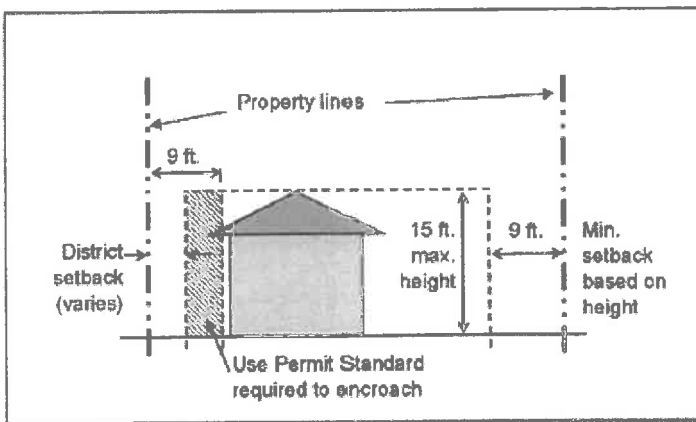 Property lines
9 ft.
District
setback
(varies)
15 ft.
max.
height
9 ft.
Min.
setback
based on
height
Use Permit Standard
required to encroach